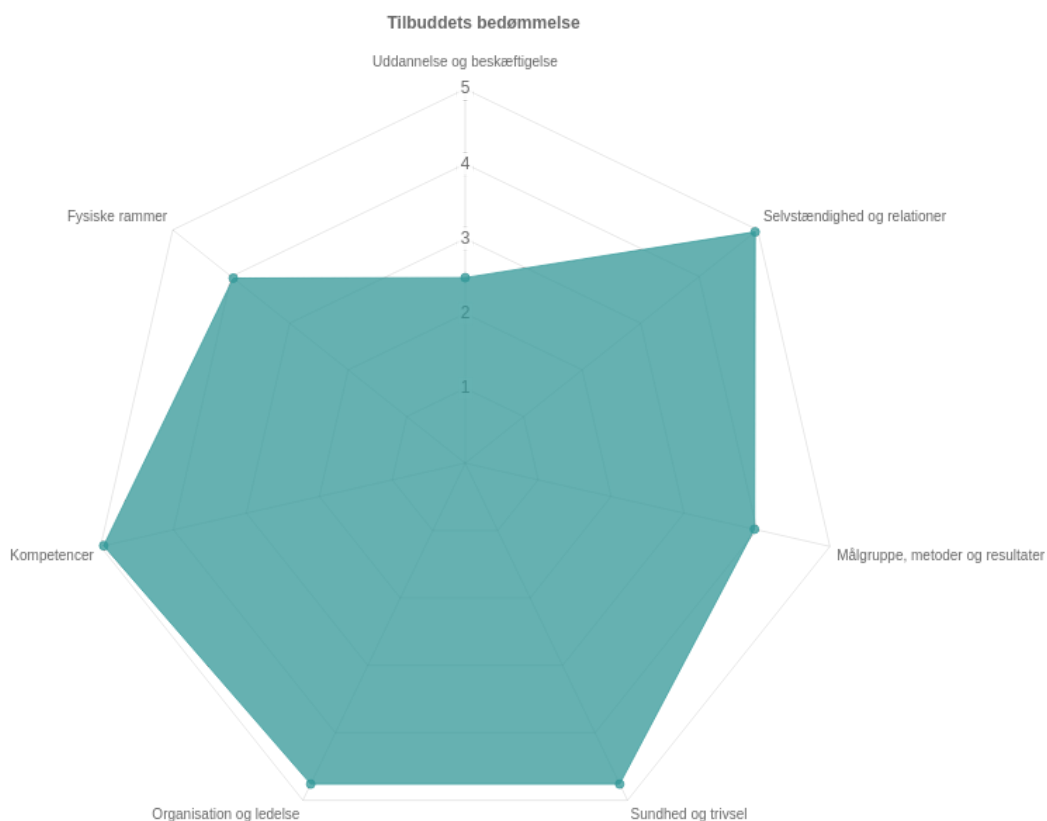 Tilbuddets bedømmelse
Uddannelse og beskæftigelse
5
4
Fysiske rammer
Selvstændighed og relationer
3
2
1
Kompetencer
Målgruppe, metoder og resultater
Organisation og ledelse
Sundhed og trivsel